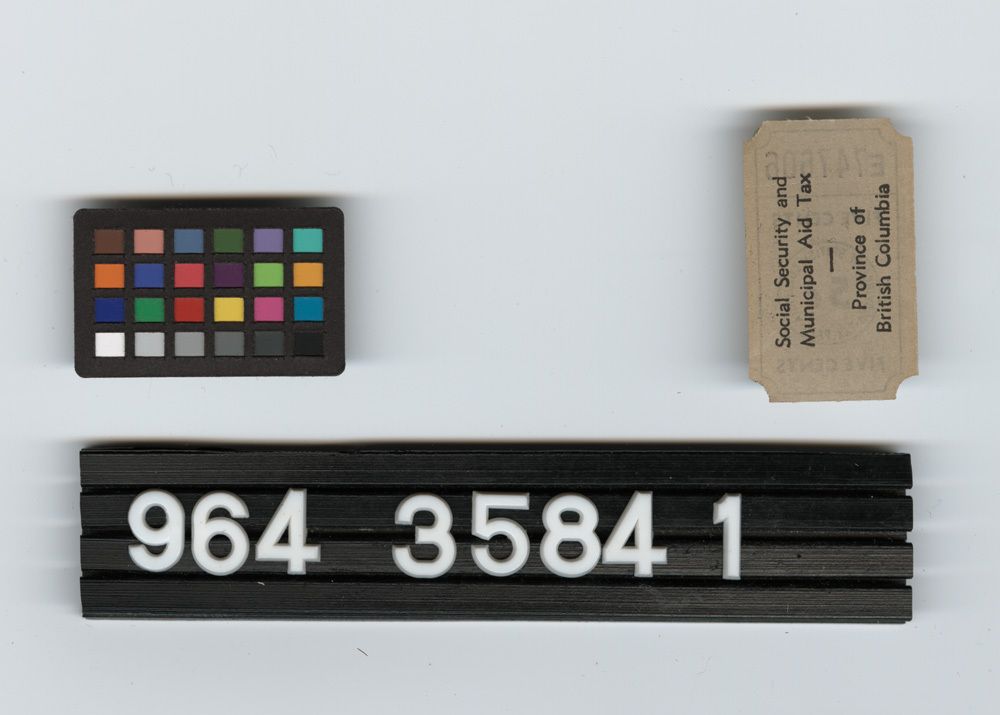 Social Security and
Municipal Aid Tax
—
Province of
British Columbia
964 3584 1